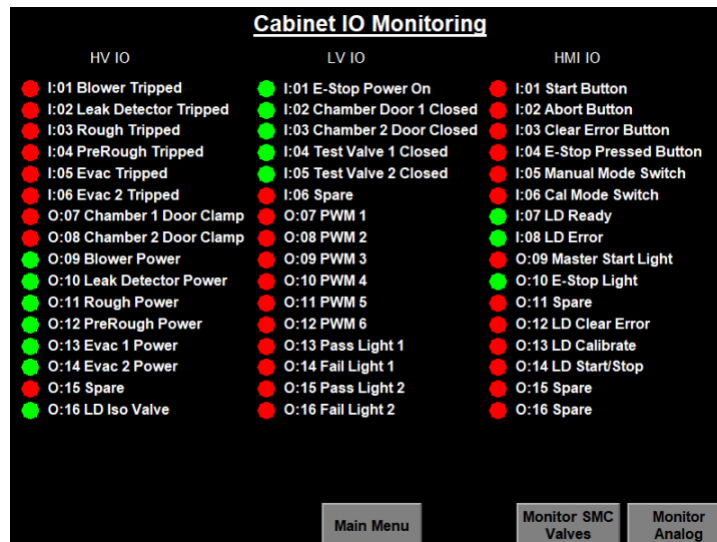 Cabinet IO Monitoring
HV IO
I:01 Blower Tripped
I:02 Leak Detector Tripped
I:03 Rough Tripped
I:04 PreRough Tripped
I:05 Evac Tripped
I:06 Evac 2 Tripped
O:07 Chamber 1 Door Clamp
O:08 Chamber 2 Door Clamp
O:09 Blower Power
O:10 Leak Detector Power
O:11 Rough Power
O:12 PreRough Power
O:13 Evac 1 Power
O:14 Evac 2 Power
O:15 Spare
O:16 LD Iso Valve
LV IO
I:01 E-Stop Power On
I:02 Chamber Door 1 Closed
I:03 Chamber 2 Door Closed
I:04 Test Valve 1 Closed
I:05 Test Valve 2 Closed
I:06 Spare
O:07 PWM 1
O:08 PWM 2
O:09 PWM 3
O:10 PWM 4
O:11 PWM 5
O:12 PWM 6
O:13 Pass Light 1
O:14 Fail Light 1
O:15 Pass Light 2
O:16 Fail Light 2
HMI IO
I:01 Start Button
I:02 Abort Button
I:03 Clear Error Button
I:04 E-Stop Pressed Button
I:05 Manual Mode Switch
I:06 Cal Mode Switch
I:07 LD Ready
I:08 LD Error
O:09 Master Start Light
O:10 E-Stop Light
O:11 Spare
O:12 LD Clear Error
O:13 LD Calibrate
O:14 LD Start/Stop
O:15 Spare
O:16 Spare
Main Menu
Monitor SMC
Valves
Monitor
Analog